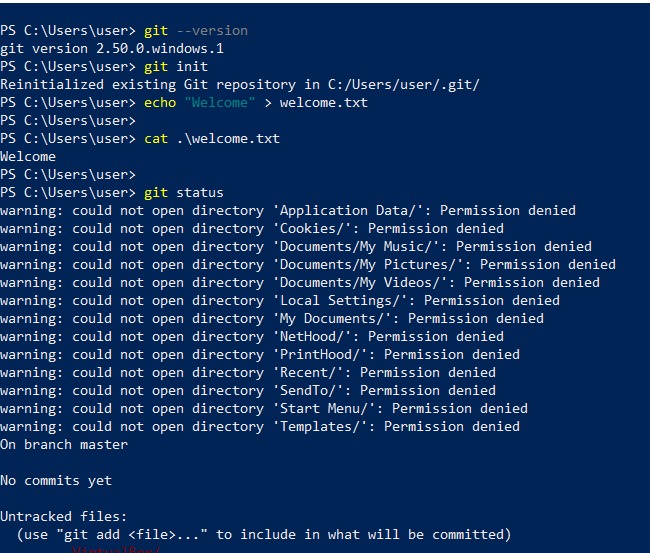 PS C:\Users\user> git --version
git version 2.50.0.windows.1
PS C:\Users\user> git init
Reinitialized existing Git repository in C:/Users/user/.git/
PS C:\Users\user> echo "Welcome" > welcome.txt
PS C:\Users\user>
PS C:\Users\user> cat .\welcome.txt
Welcome
PS C:\Users\user>
PS C:\Users\user> git status
warning: could not open directory 'Application Data/': Permission denied
warning: could not open directory 'Cookies/': Permission denied
warning: could not open directory 'Documents/My Music/': Permission denied
warning: could not open directory 'Documents/My Pictures/': Permission denied
warning: could not open directory 'Documents/My Videos/': Permission denied
warning: could not open directory 'Local Settings/': Permission denied
warning: could not open directory 'My Documents/': Permission denied
warning: could not open directory 'NetHood/': Permission denied
warning: could not open directory 'PrintHood/': Permission denied
warning: could not open directory 'Recent/': Permission denied
warning: could not open directory 'SendTo/': Permission denied
warning: could not open directory 'Start Menu/': Permission denied
warning: could not open directory 'Templates/': Permission denied
On branch master
No commits yet
Untracked files:
(use "git add <file>..." to include in what will be committed)